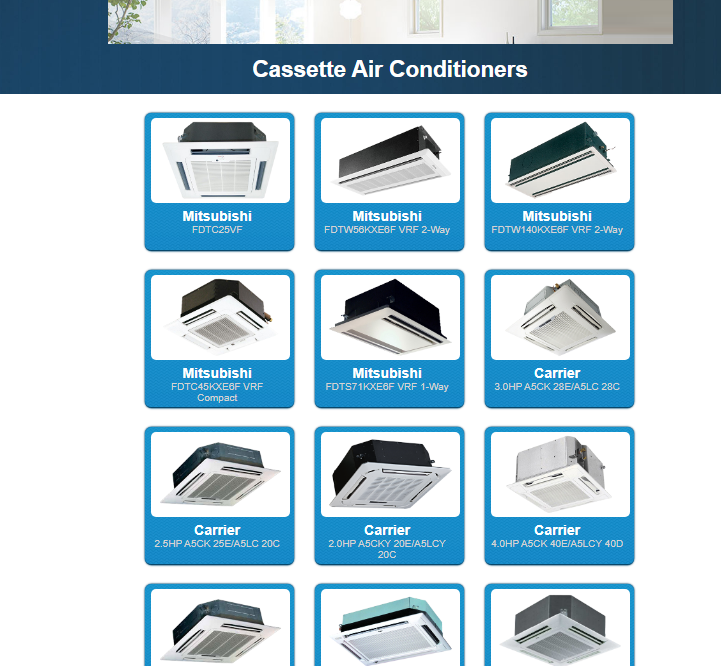 Cassette Air Conditioners
Mitsubishi
FDTC25VF
Mitsubishi
FDTW56KXE6F VRF 2-Way
Mitsubishi
FDTW140KXE6F VRF 2-Way
Mitsubishi
FDTC45KXE6F VRF
Compact
Mitsubishi
FDTS71KXE6F VRF 1-Way
Carrier
3.0HP A5CK 28E/A5LC 28C
Carrier
2.5HP A5CK 25E/A5LC 20C
Carrier
2.0HP A5CKY 20E/A5LCY
20C
Carrier
4.0HP A5CK 40E/A5LCY 40D